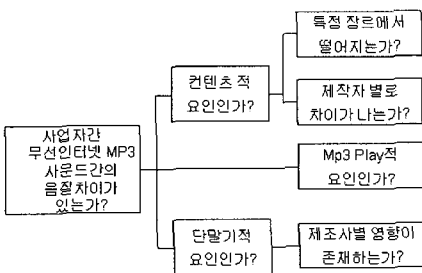 특정 장르에서
떨어지는가?
컨텐츠 적
요인인가?
제작자 별로
차이가 나는가?
사업자간
무선인터넷 MP3
사운드간의
음질차이가
있는가?
Mp3 Play적
요인인가?
단말기적
요인인가?
제조사별 영향이
존재하는가?